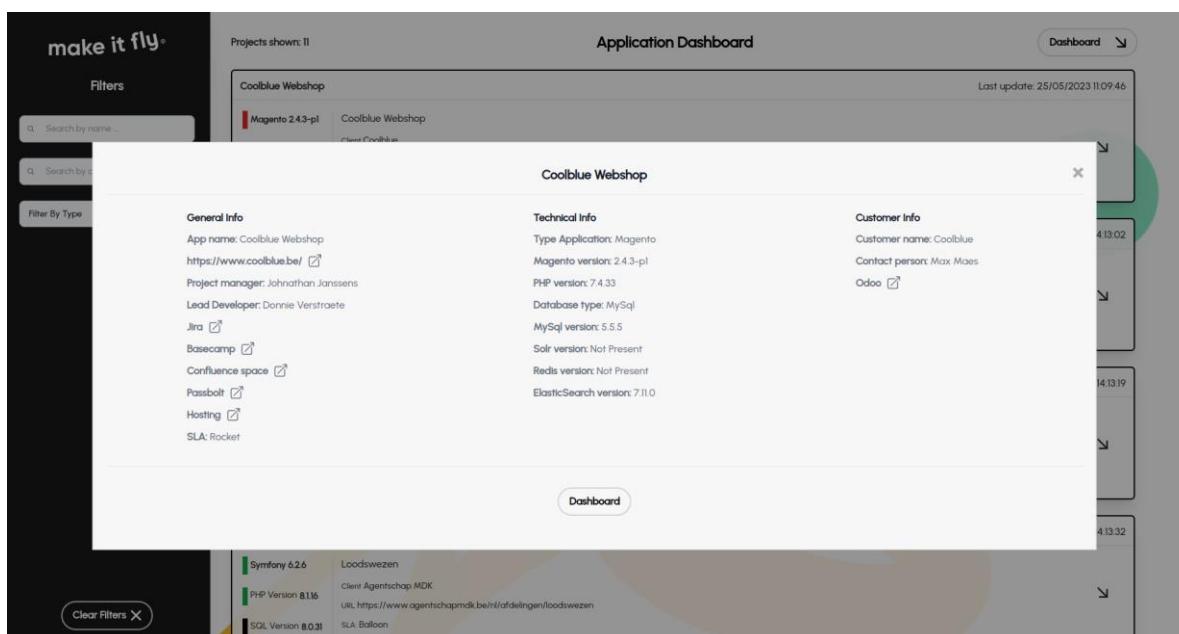 make it fly
Projects shown: 11
Application Dashboard
Dashboard
Filters
Search by name ...
Search by
Filter By Type
Clear Filters
Coolblue Webshop
Last update: 25/05/2023 11:09:46
Magento 2.4.3-p1
Coolblue Webshop
Client Coolblue
4:13:02
14:13:19
4:13:32
Coolblue Webshop
General Info
App name: Coolblue Webshop
https://www.coolblue.be/
Project manager: Johnathan Janssens
Lead Developer: Donnie Verstraete
Jira
Basecamp
Confluence space
Passbolt
Hosting
SLA: Rocket
Technical Info
Type Application: Magento
Magento version: 2.4.3-p1
PHP version: 7.4.33
Database type: MySql
MySql version: 5.5.5
Solr version: Not Present
Redis version: Not Present
ElasticSearch version: 7.11.0
Customer Info
Customer name: Coolblue
Contact person: Max Maes
Odoo
Dashboard
Symfony 6.2.6
PHP Version 8.1.16
SQL Version 8.0.31
Loodswezen
Client Agentschap MDK
URL https://www.agentschapmdk.be/nl/afdelingen/loodswezen
SLA Balloon